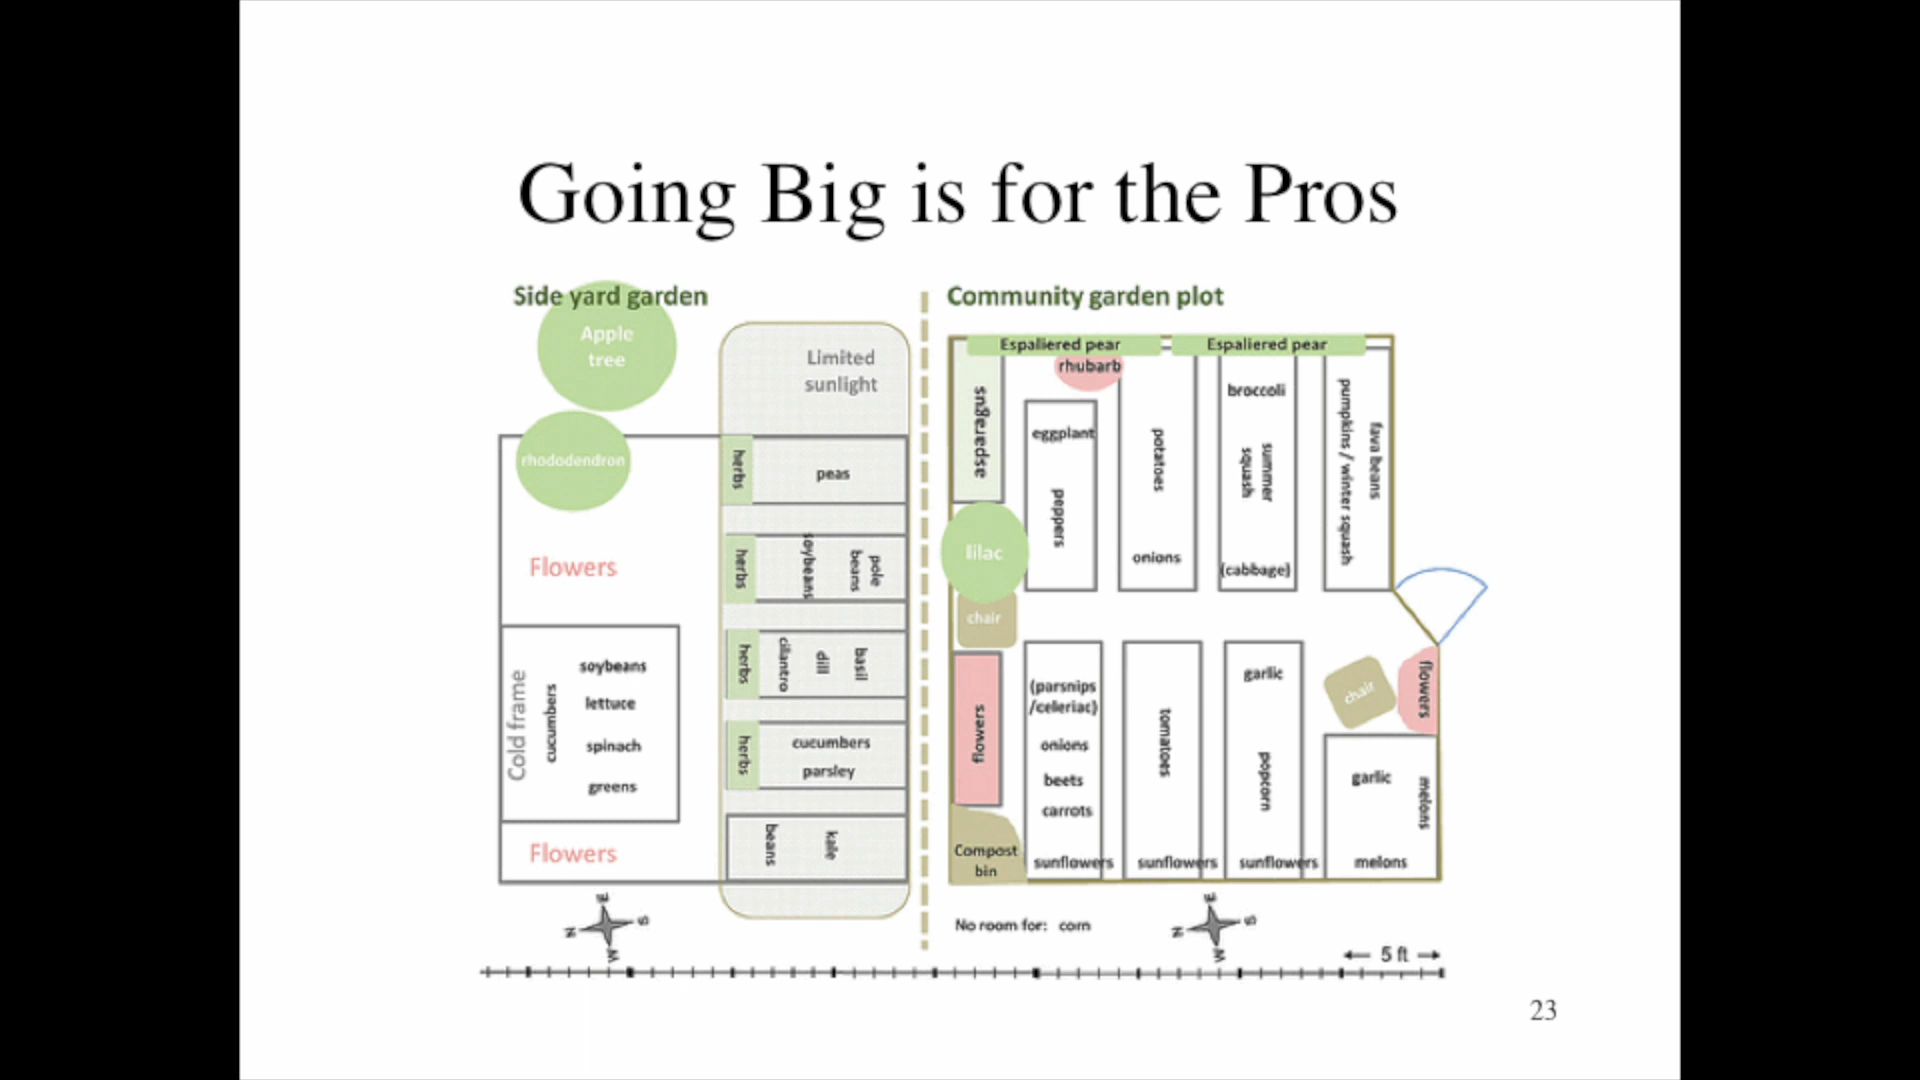 Going Big is for the Pros
Side yard garden
Apple
tree
rhododendron
Flowers
Cold frame
cucumbers
soybeans
lettuce
spinach
greens
Flowers
Limited
sunlight
herbs
peas
herbs
soybeans
pole
beans
herbs
cilantro
dill
basil
herbs
cucumbers
parsley
beans
kale
E
N
S
W
Community garden plot
Espaliered pear
Espaliered pear
rhubarb
asparagus
eggplant
peppers
potatoes
onions
broccoli
summer
squash
(cabbage)
pumpkins / winter squash
fava beans
lilac
chair
flowers
Compost
bin
(parsnips
/celeriac)
onions
beets
carrots
sunflowers
tomatoes
sunflowers
garlic
popcorn
sunflowers
chair
flowers
garlic
melons
melons
No room for: corn
E
N
S
W
5 ft
23